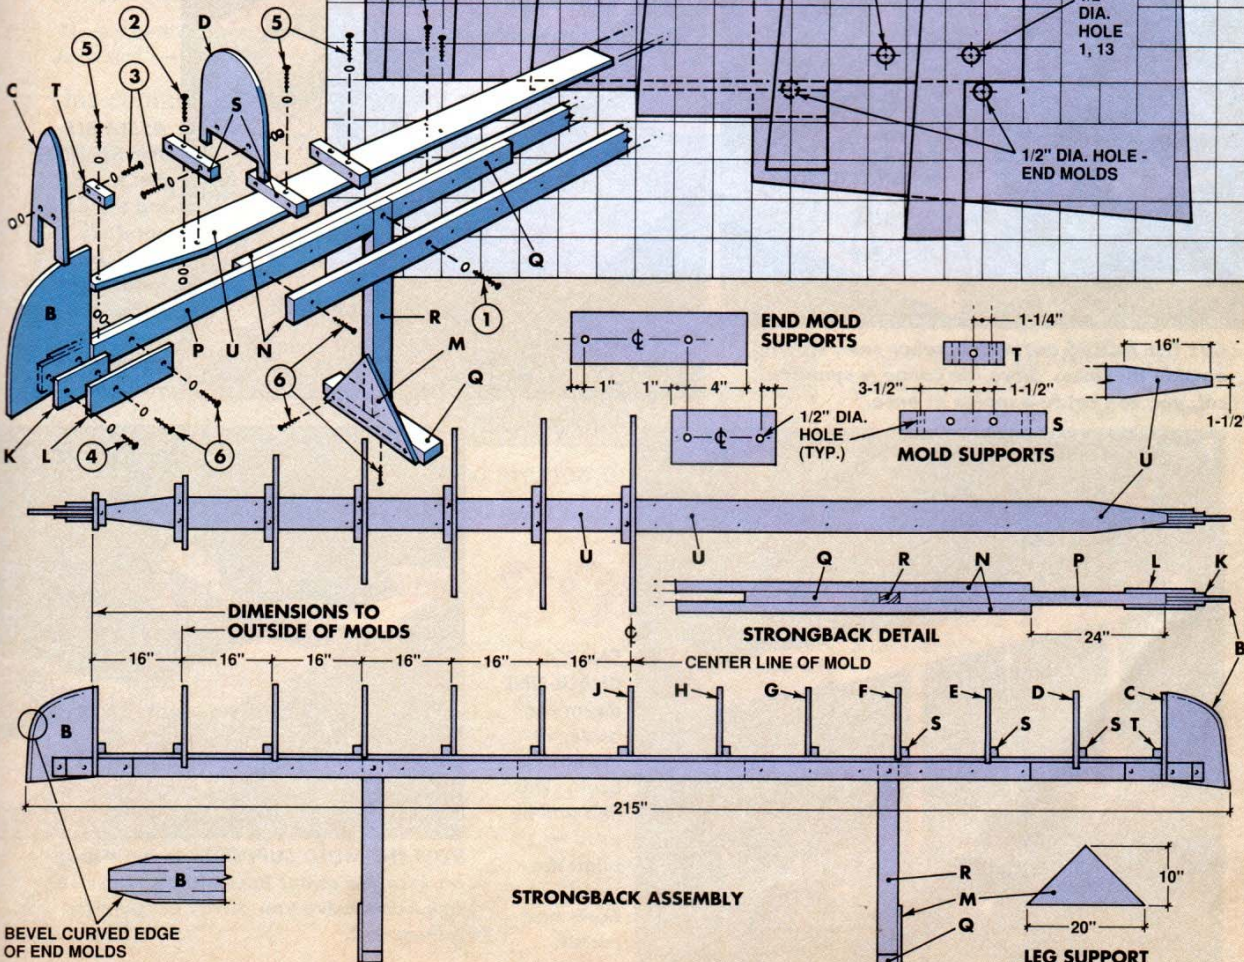 DIA.
HOLE
1, 13
1/2" DIA. HOLE -
END MOLDS
C
T
5
2
3
D
S
5
B
P
U
N
Q
1
R
M
Q
6
K
L
4
6
END MOLD
SUPPORTS
℄
1"
1"
4"
℄
1/2" DIA.
HOLE
(TYP.)
1-1/4"
T
3-1/2"
1-1/2"
S
MOLD SUPPORTS
16"
U
1-1/2"
U
U
U
DIMENSIONS TO
OUTSIDE OF MOLDS
℄
Q
R
N
P
L
K
STRONGBACK DETAIL
24"
B
16"
16"
16"
16"
16"
16"
CENTER LINE OF MOLD
B
J
H
G
F
E
D
C
S
S
S
T
B
215"
B
BEVEL CURVED EDGE
OF END MOLDS
STRONGBACK ASSEMBLY
R
M
Q
10"
20"
LEG SUPPORT